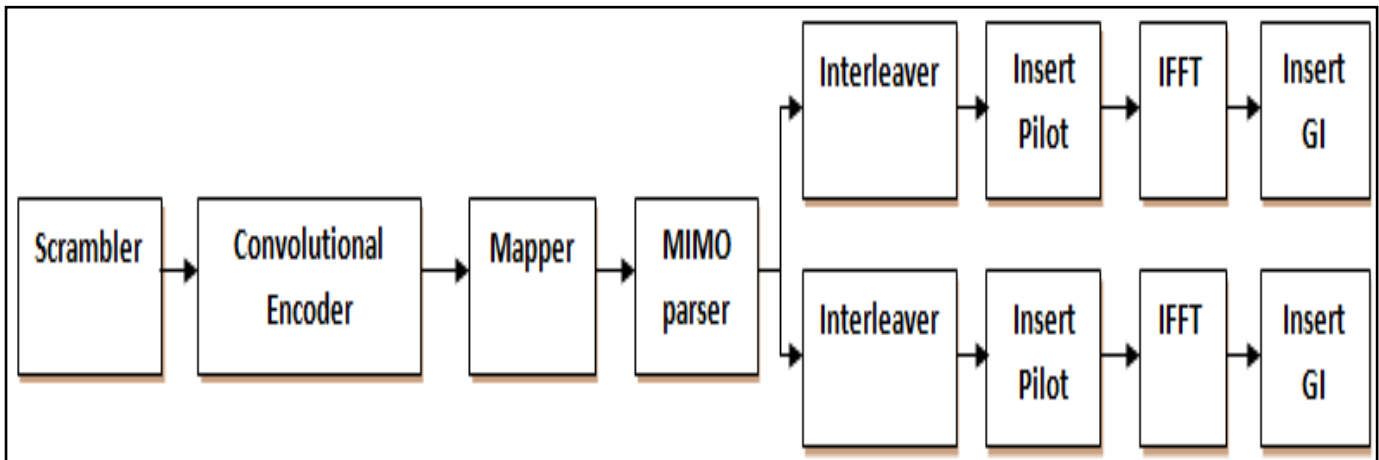 Scrambler
Convolutional
Encoder
Mapper
MIMO
parser
Interleaver
Insert
Pilot
IFFT
Insert
GI
Interleaver
Insert
Pilot
IFFT
Insert
GI